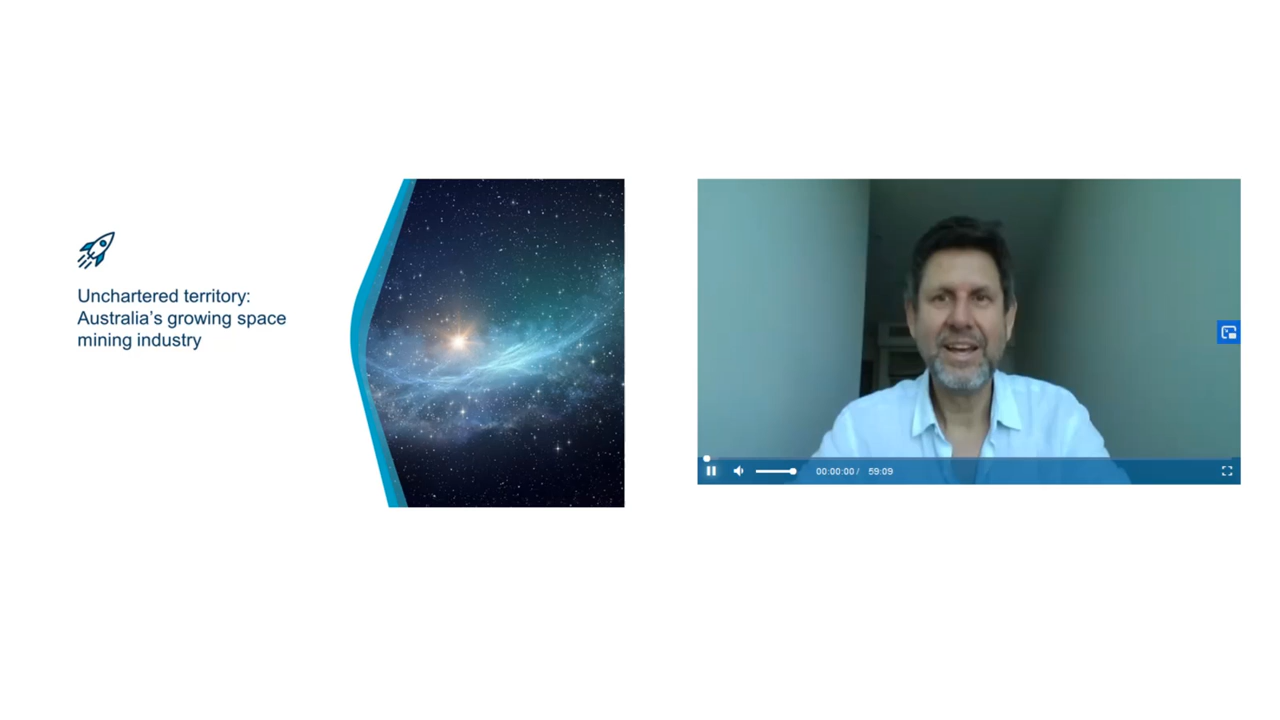 Unchartered territory:
Australia's growing space
mining industry
00:00:00 / 59:09